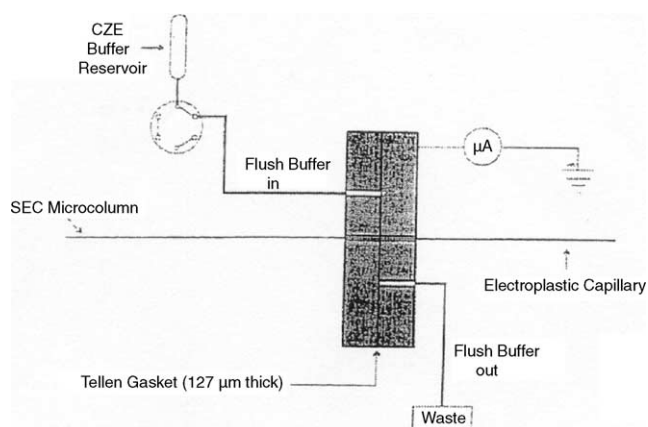 CZE
Buffer
Reservoir
µA
Flush Buffer
in
SEC Microcolumn
Electroplastic Capillary
Flush Buffer
out
Tellen Gasket (127 µm thick)
Waste